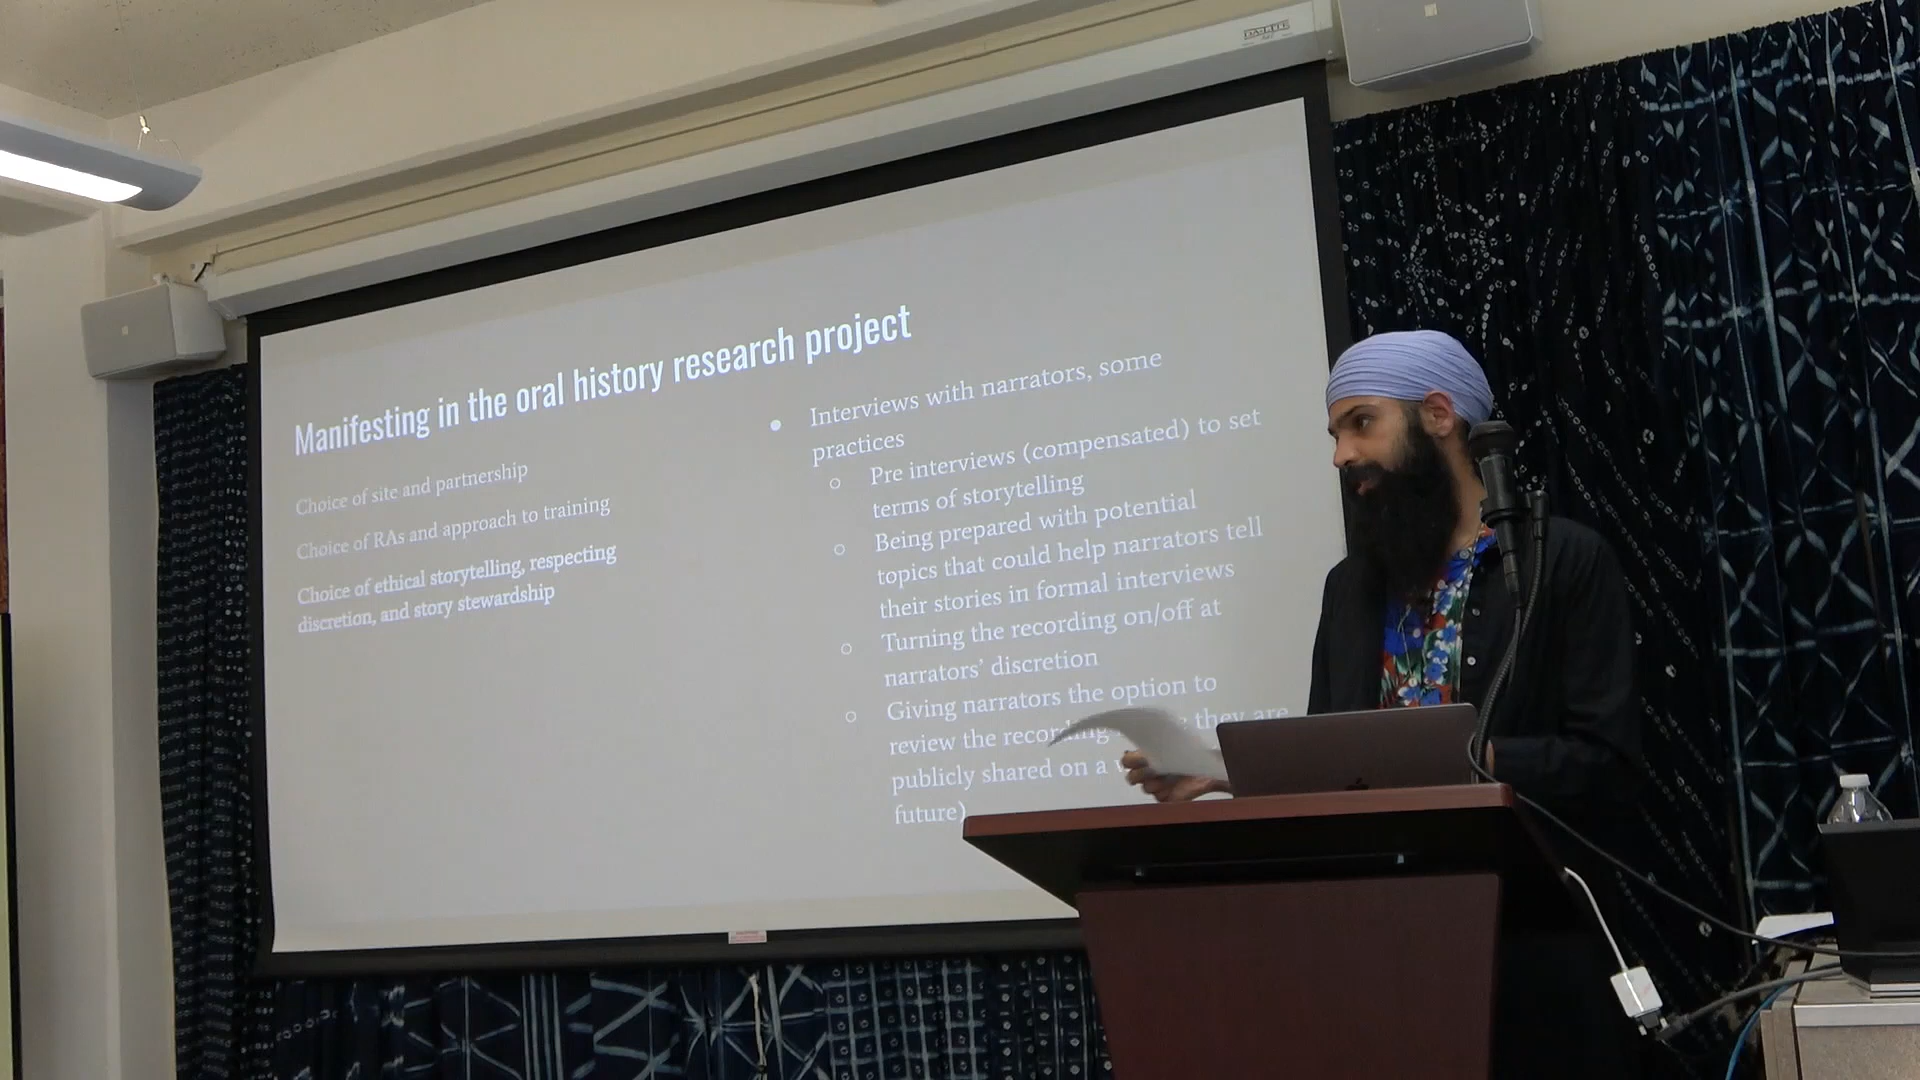 DA-LITE
Manifesting in the oral history research project
Choice of site and partnership
Choice of RAs and approach to training
Choice of ethical storytelling, respecting
discretion, and story stewardship
Interviews with narrators, some
practices
Pre interviews (compensated) to set
terms of storytelling
Being prepared with potential
topics that could help narrators tell
their stories in formal interviews
Turning the recording on/off at
narrators’ discretion
Giving narrators the option to
review the recording they are
publicly shared on a
future)